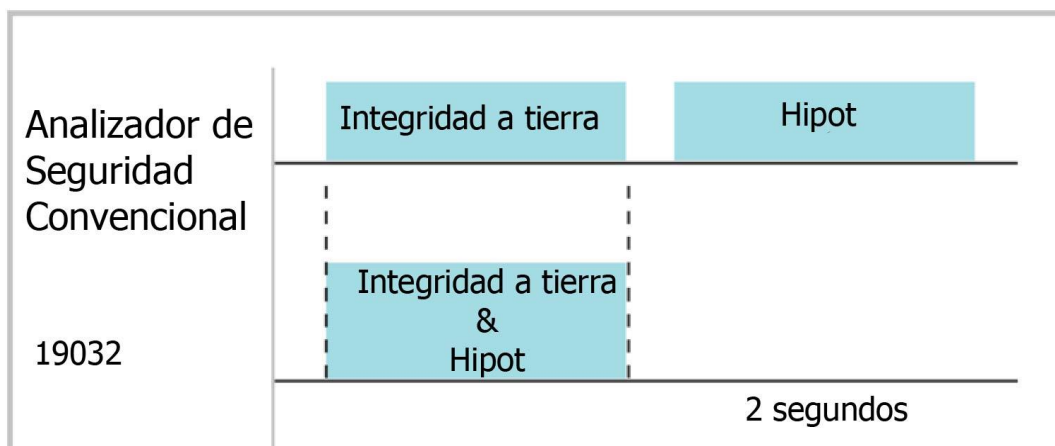 Analizador de
Seguridad
Convencional
Integridad a tierra
Hipot
19032
Integridad a tierra
&
Hipot
2 segundos